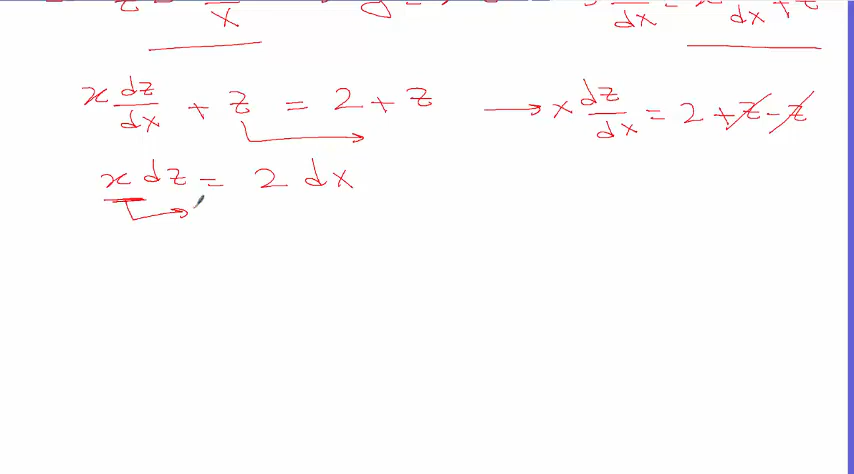 x dz/dx + z = 2 + z → x dz/dx = 2 + z - z
x dz = 2 dx